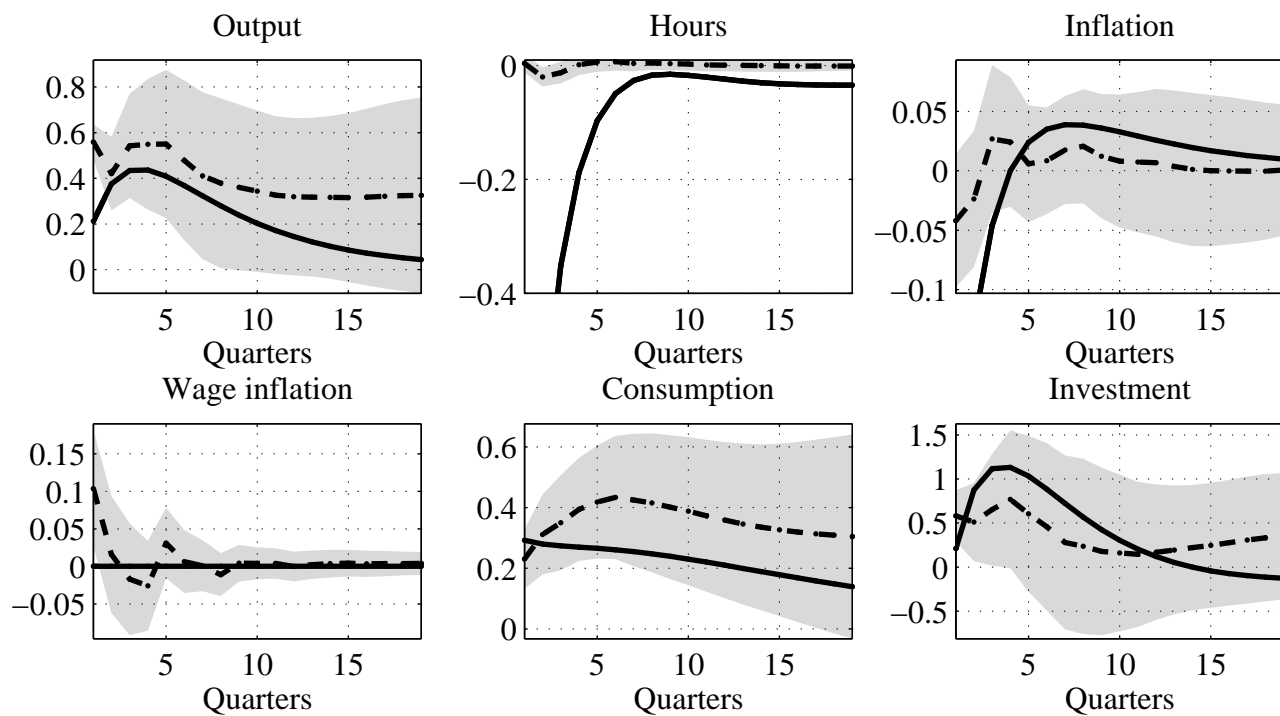 Output
0.8
0.6
0.4
0.2
0
5 10 15
Quarters
Hours
0
−0.2
−0.4
5 10 15
Quarters
Inflation
0.05
0
−0.05
−0.1
5 10 15
Quarters
Wage inflation
0.15
0.1
0.05
0
−0.05
5 10 15
Quarters
Consumption
0.6
0.4
0.2
0
5 10 15
Quarters
Investment
1.5
1
0.5
0
−0.5
5 10 15
Quarters